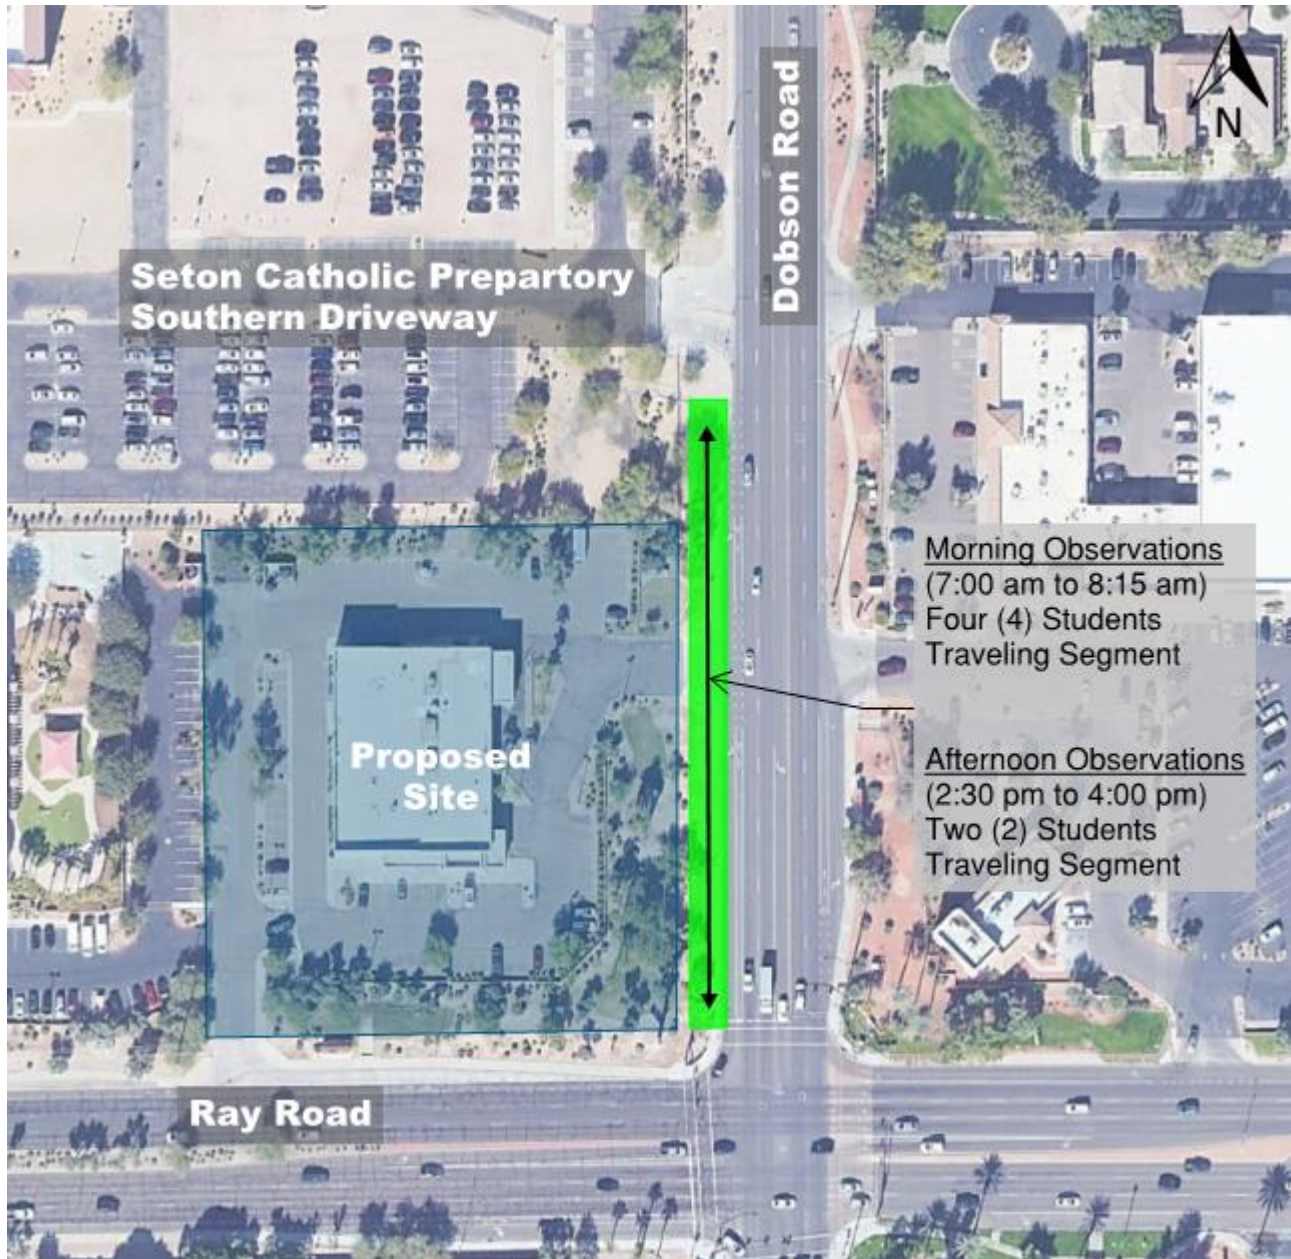 Dobson Road
N
Seton Catholic Prepartory
Southern Driveway
Morning Observations
(7:00 am to 8:15 am)
Four (4) Students
Traveling Segment
Proposed
Site
Afternoon Observations
(2:30 pm to 4:00 pm)
Two (2) Students
Traveling Segment
Ray Road